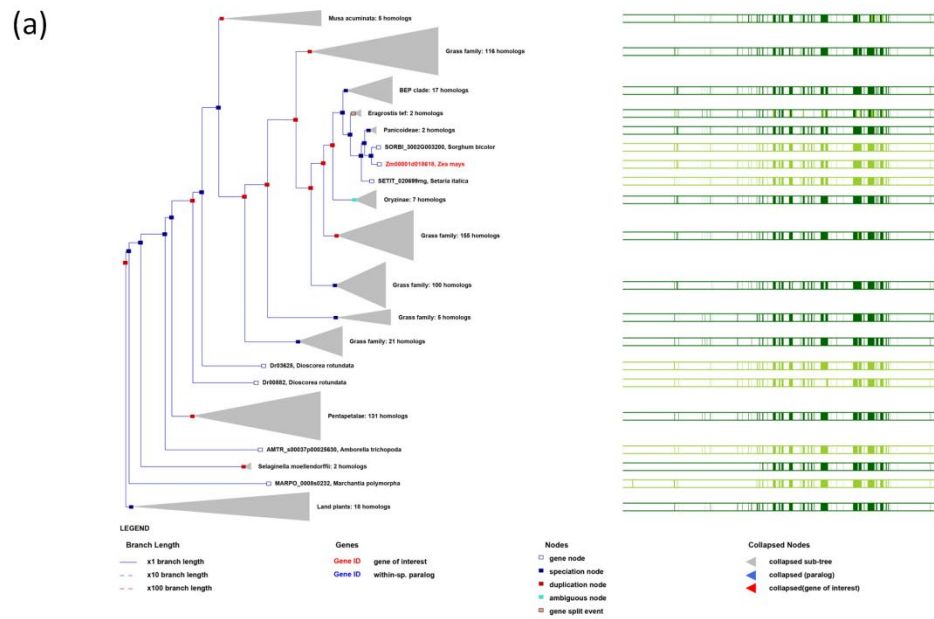 (a)
Musa acuminata: 5 homologs
Grass family: 116 homologs
BEP clade: 17 homologs
Eragrostis tef: 2 homologs
Panicoideae: 2 homologs
SORBI_3002G003200, Sorghum bicolor
Zm00001d018618, Zea mays
SETIT_020699mg, Setaria italica
Oryzinae: 7 homologs
Grass family: 155 homologs
Grass family: 100 homologs
Grass family: 5 homologs
Grass family: 21 homologs
Dr03628, Dioscorea rotundata
Dr00082, Dioscorea rotundata
Pentapetalae: 131 homologs
AMTR_s00037p00025630, Amborella trichopoda
Selaginella moellendorffii: 2 homologs
MARPO_0008s0232, Marchantia polymorpha
Land plants: 18 homologs
LEGEND
Branch Length
x1 branch length
x10 branch length
x100 branch length
Genes
Gene ID gene of interest
Gene ID within-sp. paralog
Nodes
gene node
speciation node
duplication node
ambiguous node
gene split event
Collapsed Nodes
collapsed sub-tree
collapsed (paralog)
collapsed(gene of interest)